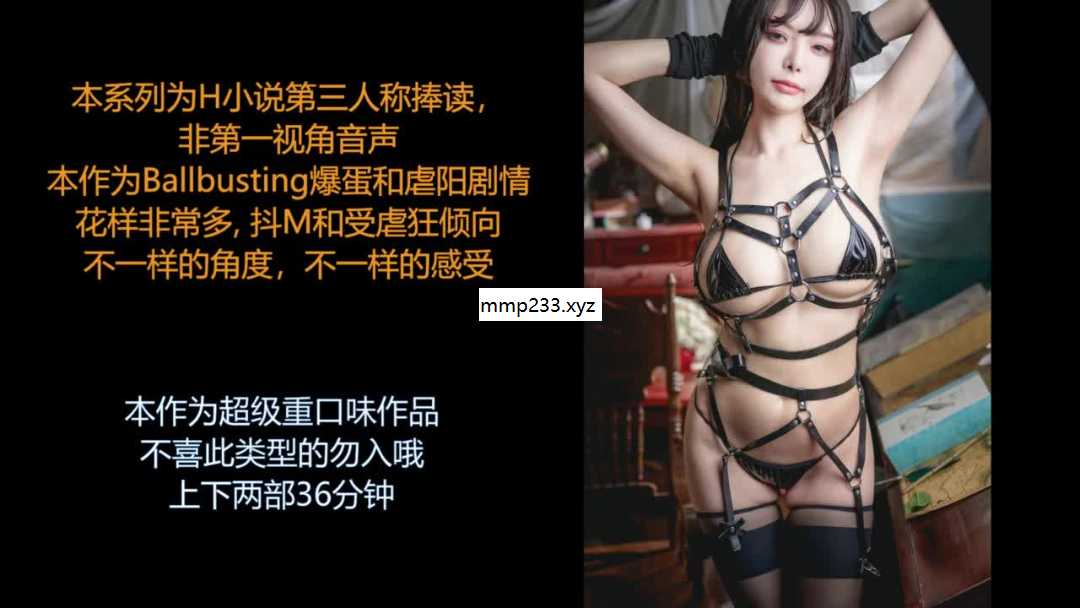 本系列为H小说第三人称捧读，
非第一视角音声
本作为Ballbusting爆蛋和虐阳剧情
花样非常多, 抖M和受虐狂倾向
不一样的角度，不一样的感受
mmp233.xyz
本作为超级重口味作品
不喜此类型的勿入哦
上下两部36分钟